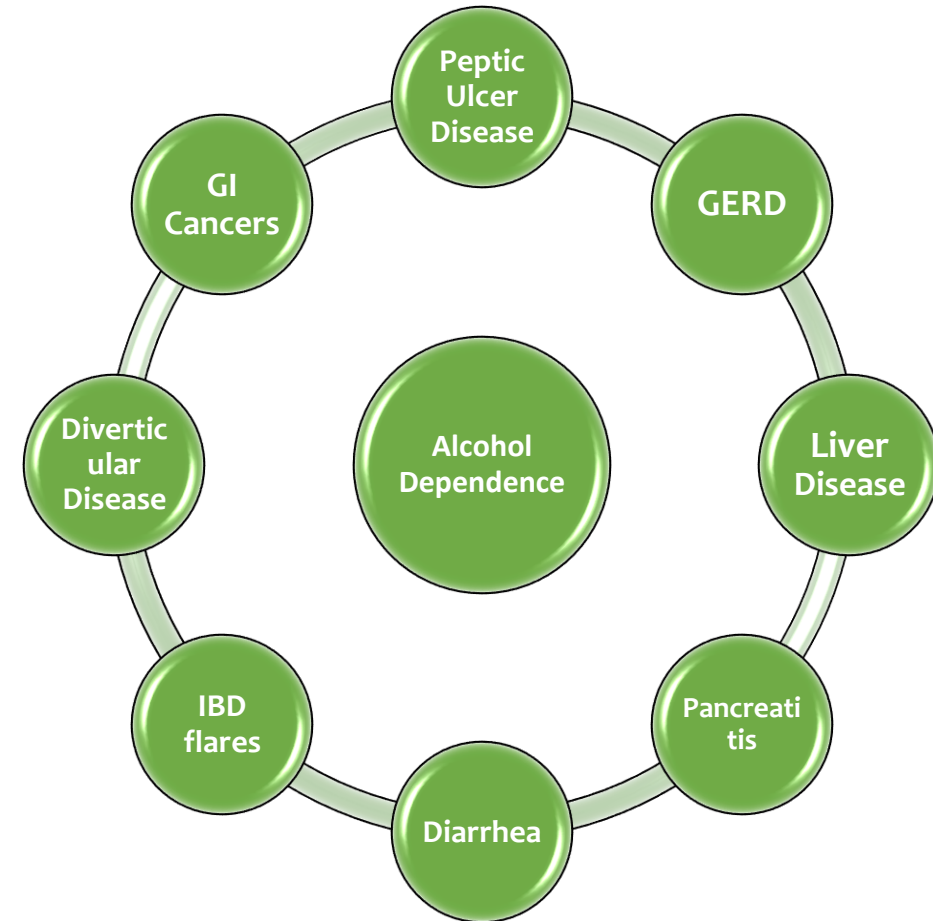 Peptic
Ulcer
Disease
GERD
Liver
Disease
Pancreati
tis
Diarrhea
IBD
flares
Divertic
ular
Disease
GI
Cancers
Alcohol
Dependence